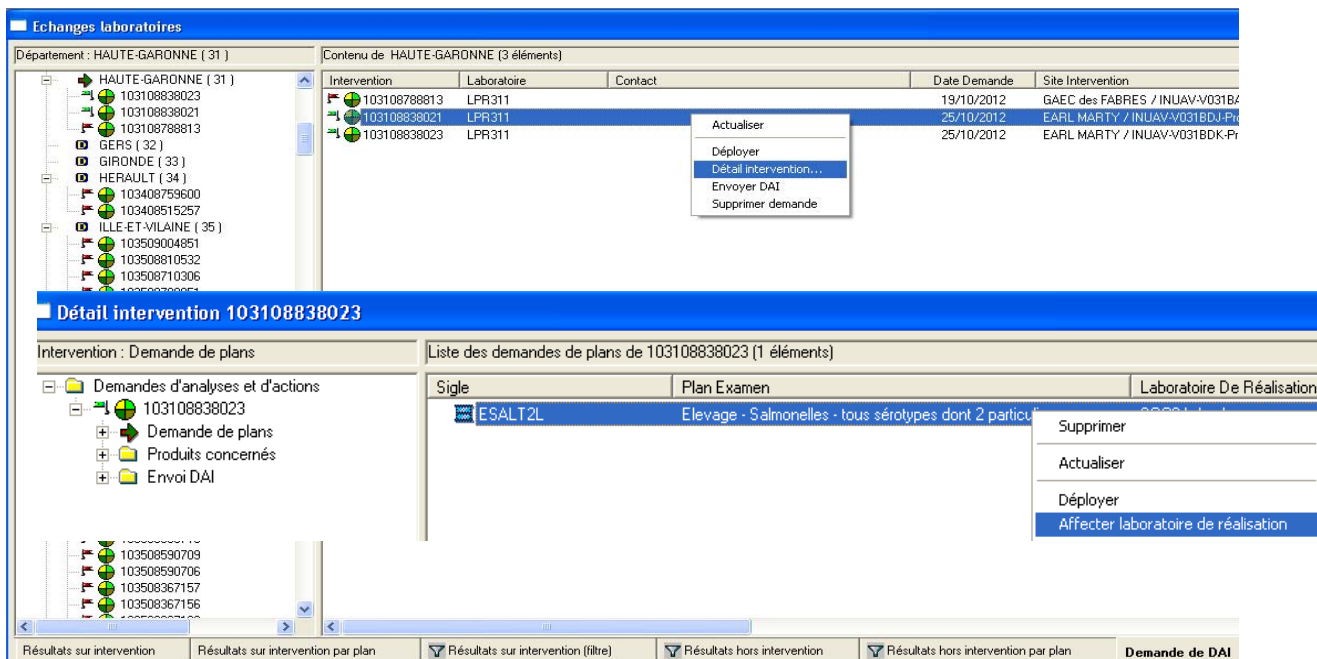 Echanges laboratoires
Département : HAUTE-GARONNE ( 31 )
Contenu de HAUTE-GARONNE (3 éléments)
HAUTE-GARONNE ( 31 )
103108838023
103108838021
103108788813
GERS ( 32 )
GIRONDE ( 33 )
HERAULT ( 34 )
103408759600
103408515257
ILLE-ET-VILAINE ( 35 )
103509004851
103508810532
103508710306
Intervention Laboratoire Contact Date Demande Site Intervention
103108788813 LPR311 19/10/2012 GAEC des FABRES / INUAV-V031BA
103108838021 LPR311 25/10/2012 EARL MARTY / INUAV-V031BDJ-Pro
103108838023 LPR311 25/10/2012 EARL MARTY / INUAV-V031BDK-Pr
Actualiser
Déployer
Détail intervention...
Envoyer DAI
Supprimer demande
Détail intervention 103108838023
Intervention : Demande de plans
Liste des demandes de plans de 103108838023 (1 éléments)
Demandes d'analyses et d'actions
103108838023
Demande de plans
Produits concernés
Envoi DAI
Sigle Plan Examen Laboratoire De Réalisation
ESALT2L Elevage - Salmonelles - tous sérotypes dont 2
Supprimer
Actualiser
Déployer
Affecter laboratoire de réalisation
103508590709
103508590706
103508367157
103508367156
Résultats sur intervention Résultats sur intervention par plan Résultats sur intervention (filtre) Résultats hors intervention Résultats hors intervention par plan Demande de DAI